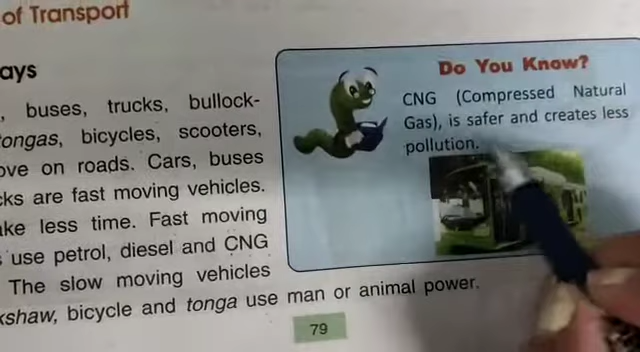 of Transport
ays
, buses, trucks, bullock-
tongas, bicycles, scooters,
ove on roads. Cars, buses
cks are fast moving vehicles.
ake less time. Fast moving
use petrol, diesel and CNG
The slow moving vehicles
kshaw, bicycle and tonga use man or animal power.
Do You Know?
CNG (Compressed Natural
Gas), is safer and creates less
pollution.
79